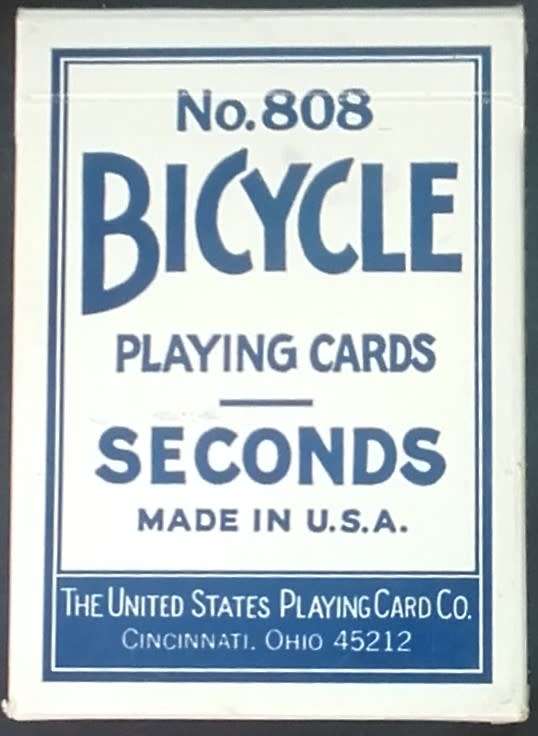 No. 808
BICYCLE
PLAYING CARDS
SECONDS
MADE IN U.S.A.
THE UNITED STATES PLAYING CARD CO.
CINCINNATI. OHIO 45212